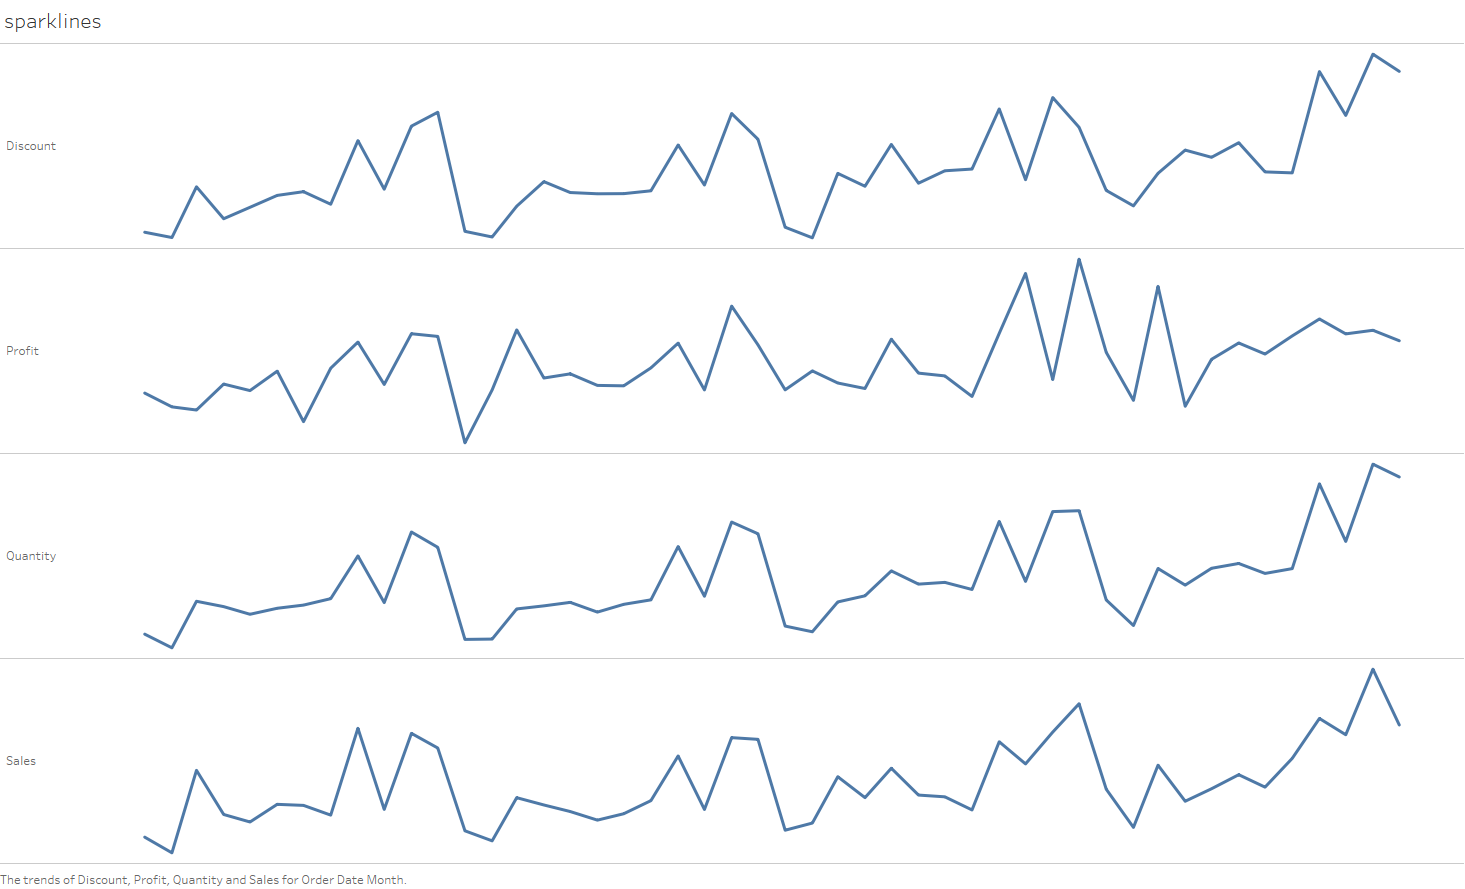 sparklines
Discount
Profit
Quantity
Sales
The trends of Discount, Profit, Quantity and Sales for Order Date Month.